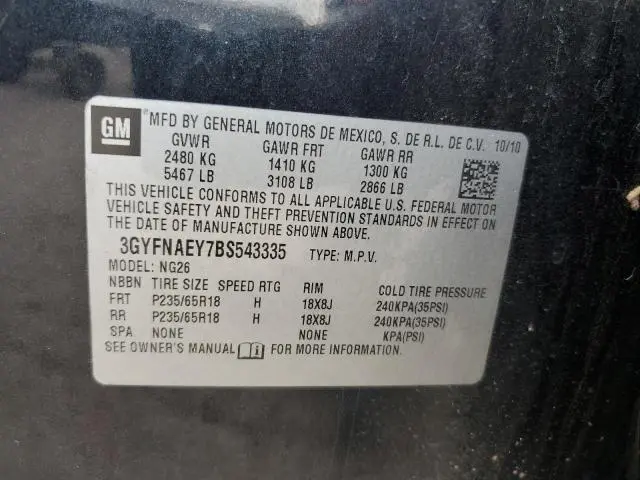 GM ® MFD BY GENERAL MOTORS DE MEXICO, S. DE R.L. DE C.V. 10/10
GVWR GAWR FRT GAWR RR
2480 KG 1410 KG 1300 KG
5467 LB 3108 LB 2866 LB
THIS VEHICLE CONFORMS TO ALL APPLICABLE U.S. FEDERAL MOTOR
VEHICLE SAFETY AND THEFT PREVENTION STANDARDS IN EFFECT ON
THE DATE OF MANUFACTURE SHOWN ABOVE.
3GYFNAEY7BS543335 TYPE: M.P.V.
MODEL: NG26
NBBN TIRE SIZE SPEED RTG RIM COLD TIRE PRESSURE
FRT P235/65R18 H 18X8J 240KPA(35PSI)
RR P235/65R18 H 18X8J 240KPA(35PSI)
SPA NONE NONE KPA(PSI)
SEE OWNER'S MANUAL FOR MORE INFORMATION.